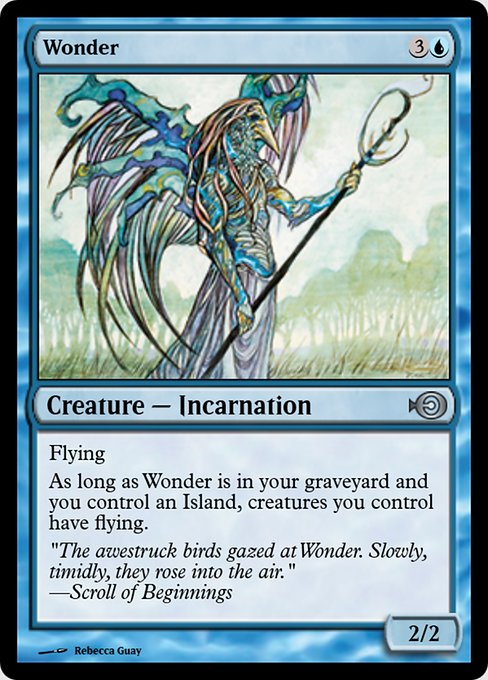 Wonder 3
Creature — Incarnation
Flying
As long as Wonder is in your graveyard and
you control an Island, creatures you control
have flying.
"The awestruck birds gazed at Wonder. Slowly,
timidly, they rose into the air."
—Scroll of Beginnings
2/2
Rebecca Guay